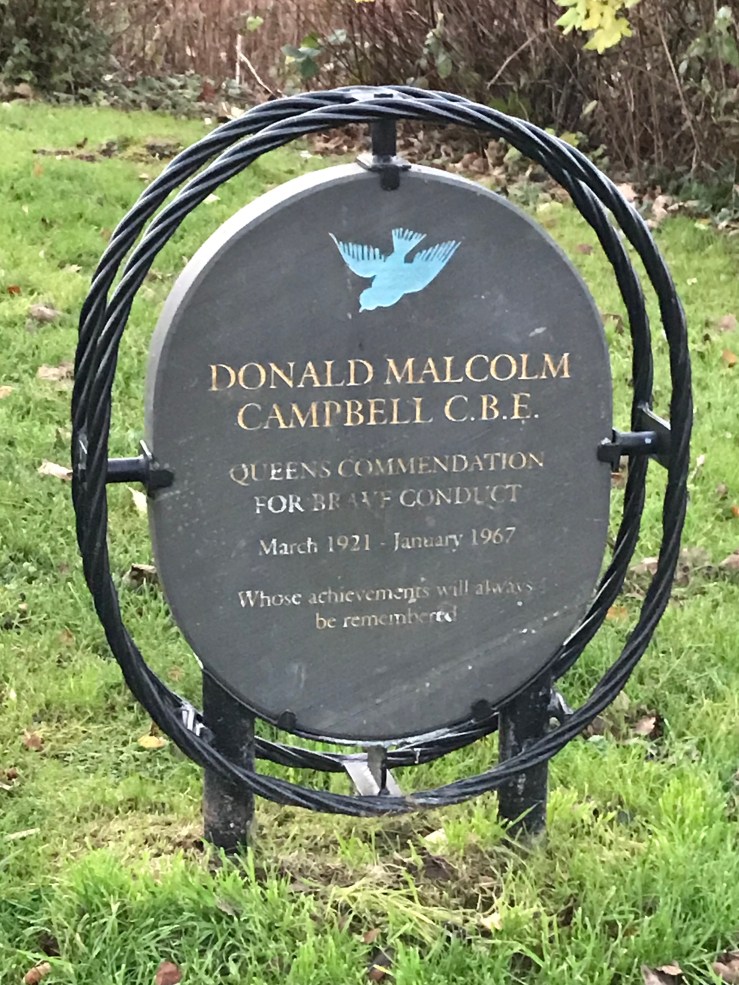 DONALD MALCOLM
CAMPBELL C.B.E.
QUEENS COMMENDATION
FOR BRAVE CONDUCT
March 1921 - January 1967
Whose achievements will always
be remembered